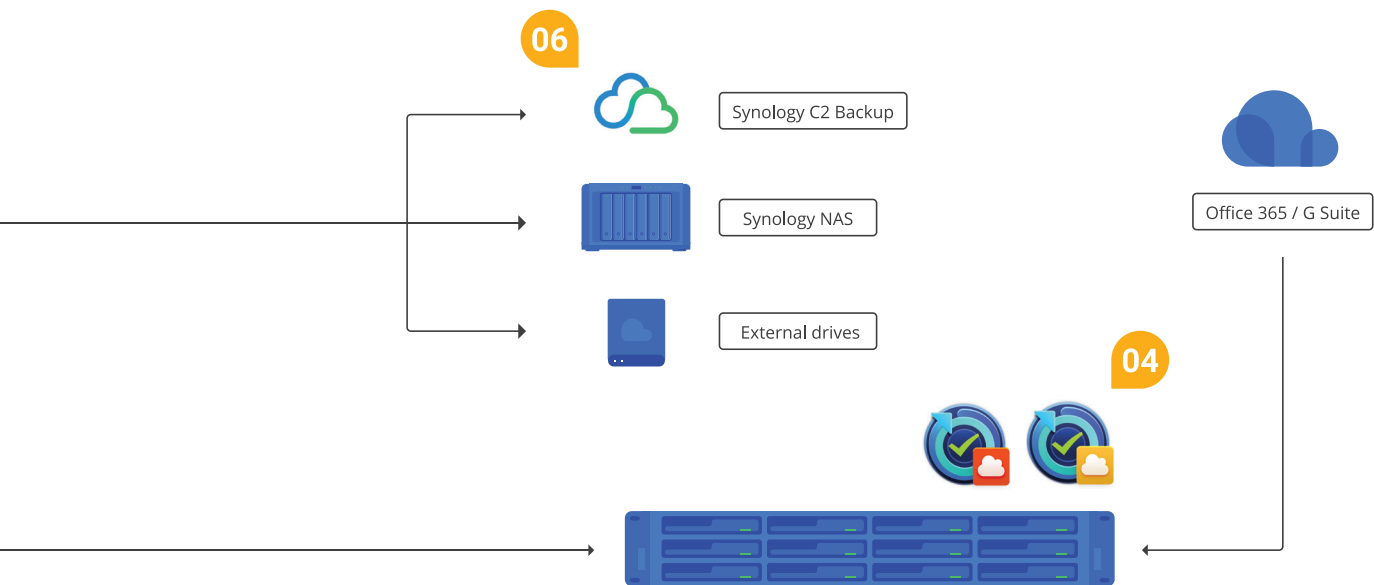 06
Synology C2 Backup
Synology NAS
Office 365 / G Suite
External drives
04